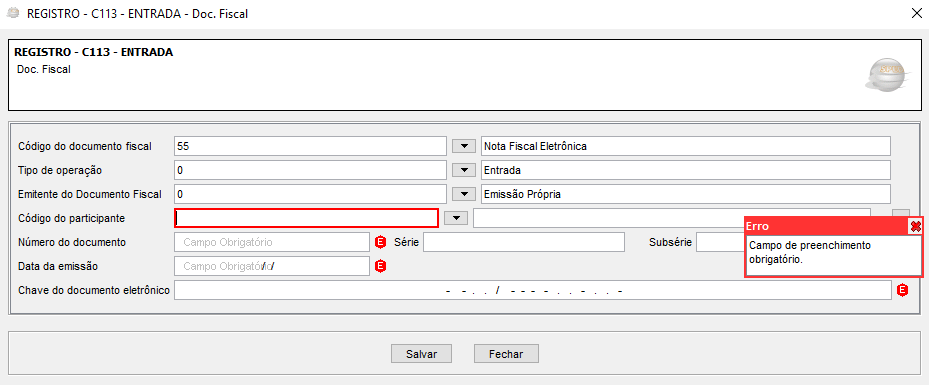 REGISTRO - C113 - ENTRADA - Doc. Fiscal
REGISTRO - C113 - ENTRADA
Doc. Fiscal
Código do documento fiscal 55 Nota Fiscal Eletrônica
Tipo de operação 0 Entrada
Emitente do Documento Fiscal 0 Emissão Própria
Código do participante
Erro
Campo de preenchimento
obrigatório.
Número do documento Campo Obrigatório E Série Subsérie
Data da emissão Campo Obrigatório / / E
Chave do documento eletrônico - - . . / - - - - . . - . . - E
Salvar Fechar